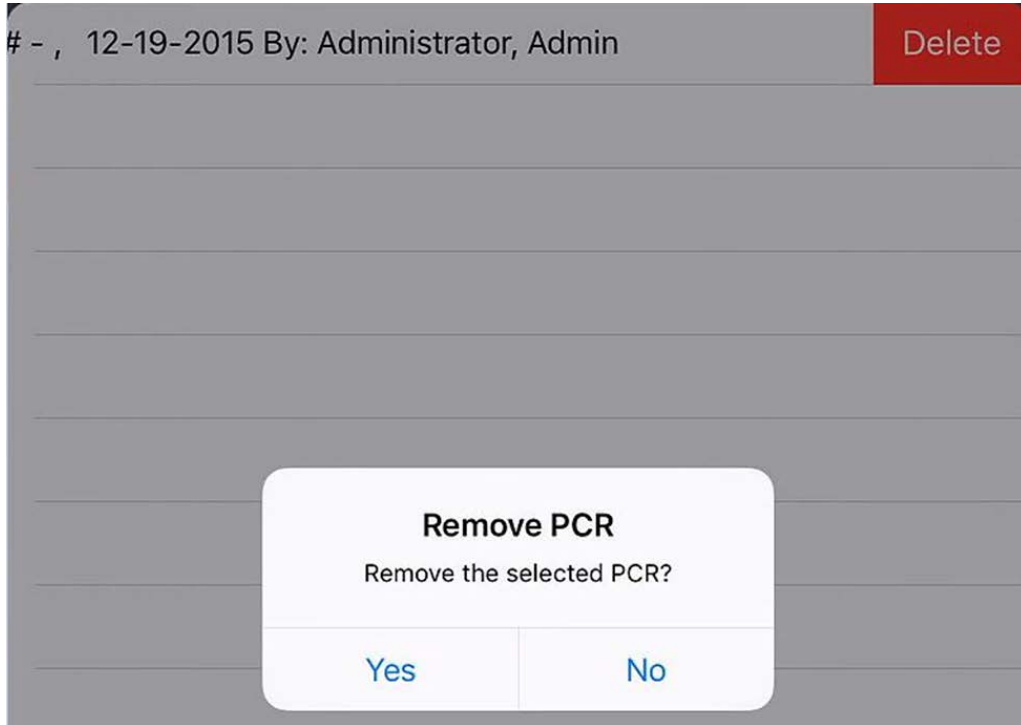 # - , 12-19-2015 By: Administrator, Admin Delete
Remove PCR
Remove the selected PCR?
Yes No